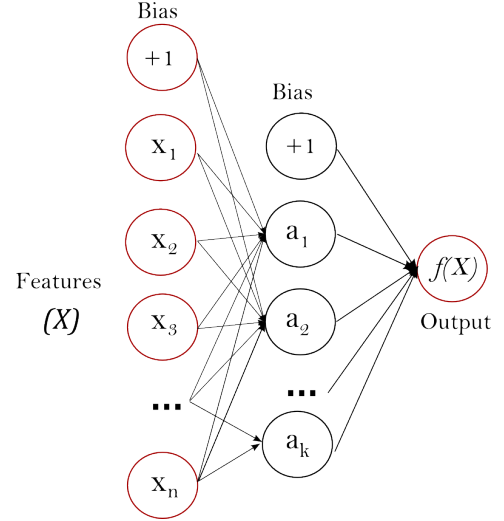 Bias
+1
x₁
x₂
x₃
...
xₙ
Features
(X)
Bias
+1
a₁
a₂
...
aₖ
f(X)
Output